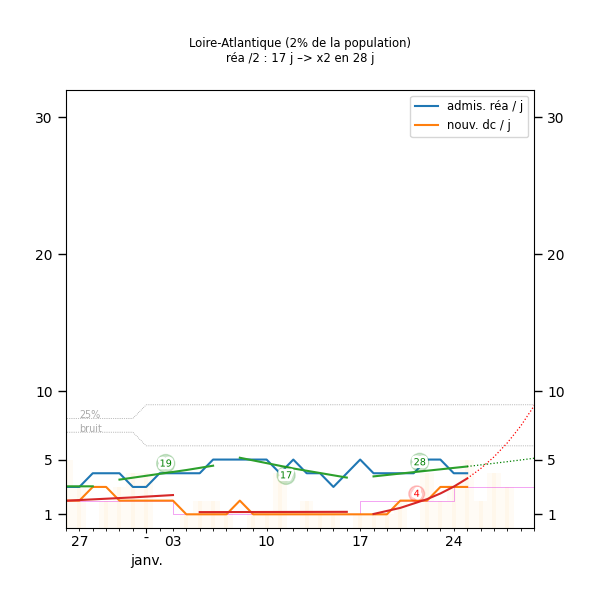 Loire-Atlantique (2% de la population)
réa /2 : 17 j –> x2 en 28 j
admis. réa / j
nouv. dc / j
30 30
20 20
10 10
25%
bruit
5 5
19 17 28
4
1 1
27 - 03 10 17 24
janv.